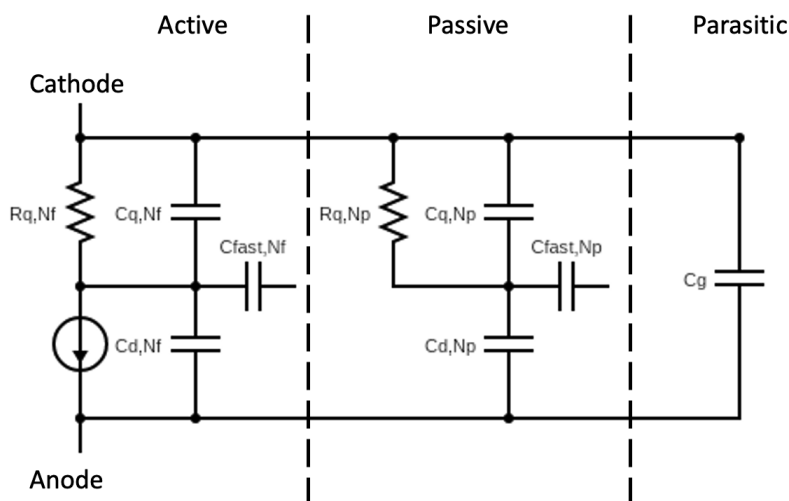 Active
Passive
Parasitic
Cathode
Rq,Nf
Cq,Nf
Rq,Np
Cq,Np
Cfast,Nf
Cfast,Np
Cg
Cd,Nf
Cd,Np
Anode